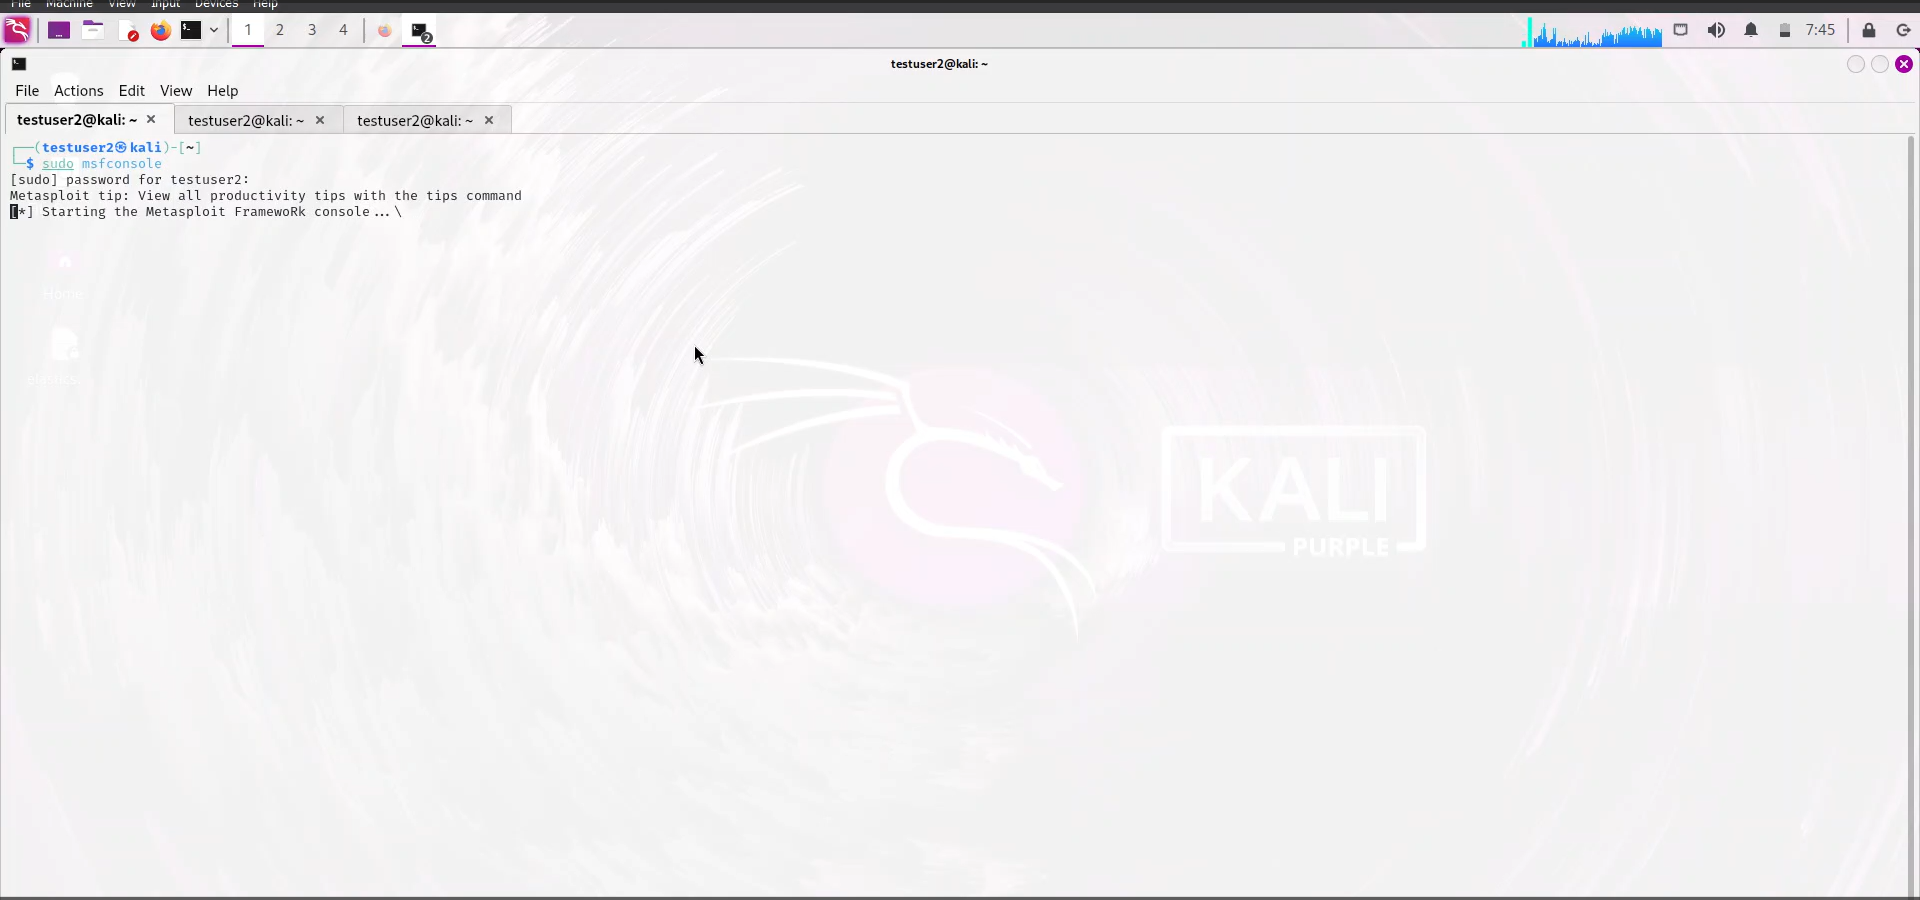 File Machine View Input Devices Help
1 2 3 4 2 7:45
testuser2@kali: ~
File Actions Edit View Help
testuser2@kali: ~ testuser2@kali: ~ testuser2@kali: ~
┌──(testuser2㉿kali)-[~]
└─$ sudo msfconsole
[sudo] password for testuser2:
Metasploit tip: View all productivity tips with the tips command
[*] Starting the Metasploit FramewoRk console...\
Home
KALI
PURPLE